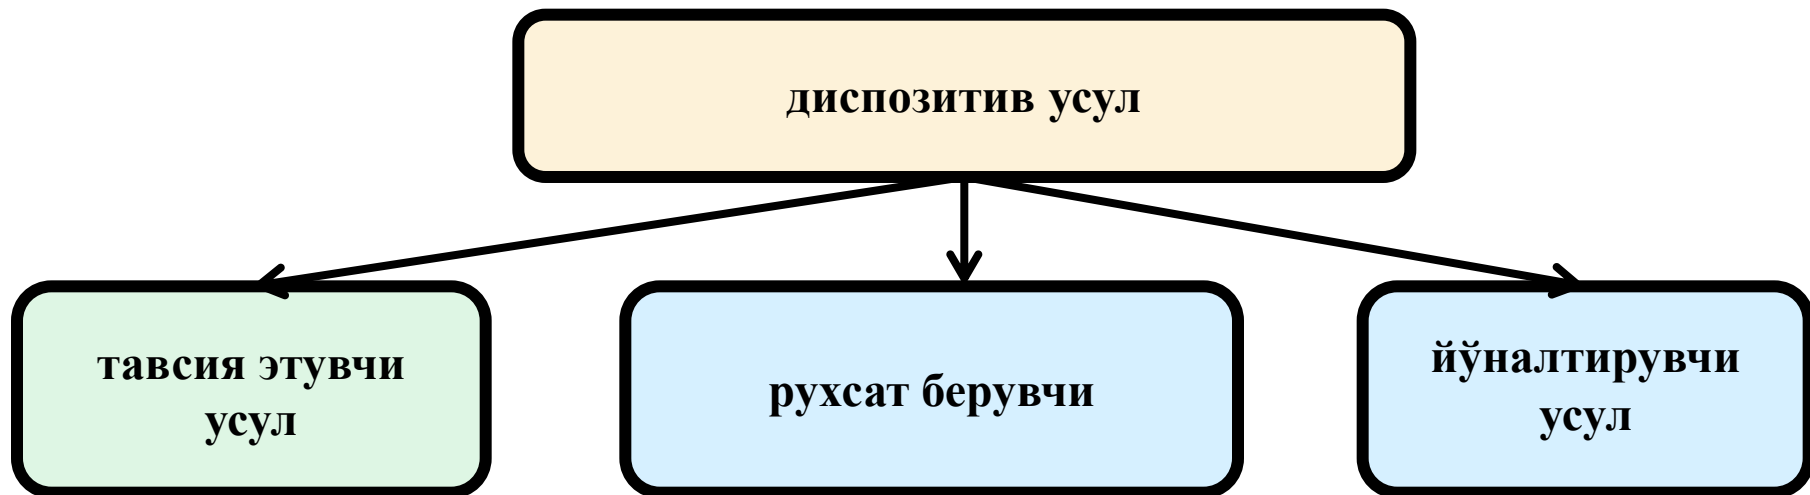 диспозитив усул
тавсия этувчи
усул
рухсат берувчи
йўналтирувчи
усул